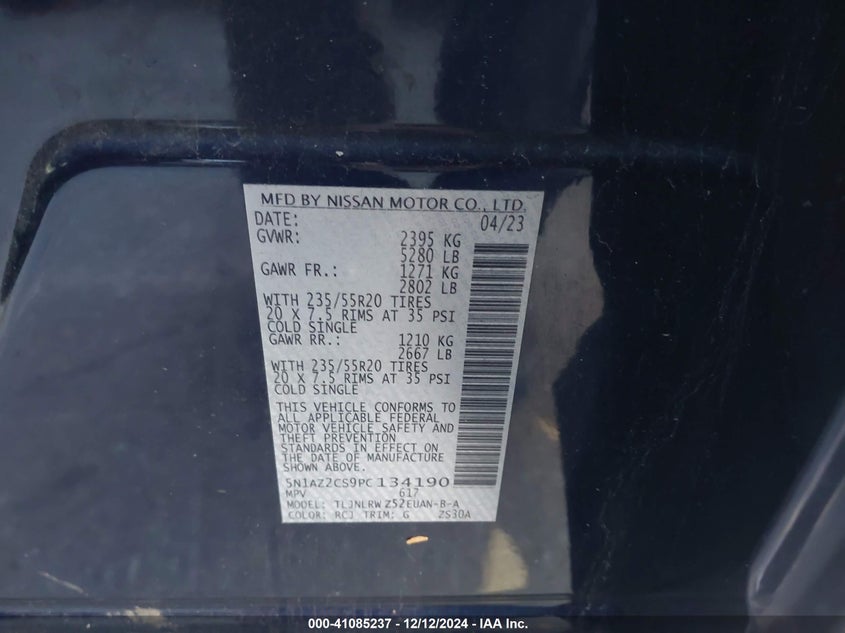 MFD BY NISSAN MOTOR CO., LTD.
DATE: 04/23
GVWR: 2395 KG
5280 LB
GAWR FR.: 1271 KG
2802 LB
WITH 235/55R20 TIRES
20 X 7.5 RIMS AT 35 PSI
COLD SINGLE
GAWR RR.: 1210 KG
2667 LB
WITH 235/55R20 TIRES
20 X 7.5 RIMS AT 35 PSI
COLD SINGLE
THIS VEHICLE CONFORMS TO
ALL APPLICABLE FEDERAL
MOTOR VEHICLE SAFETY AND
THEFT PREVENTION
STANDARDS IN EFFECT ON
THE DATE OF MANUFACTURE
SHOWN ABOVE.
5N1AZ2CS9PC134190
MPV 617
MODEL: TLJNLRWZ52EUAN-B-A
COLOR: RCJ TRIM: G ZS30A
000-41085237 - 12/12/2024 - IAA Inc.